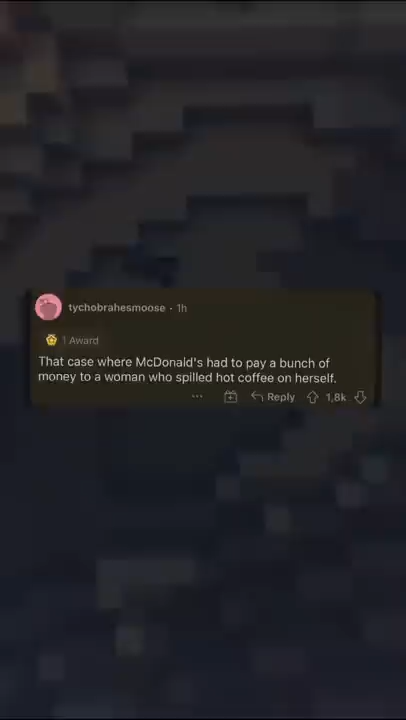 tychobrahesmoose · 1h
1 Award
That case where McDonald's had to pay a bunch of
money to a woman who spilled hot coffee on herself.
... Reply 1,8k